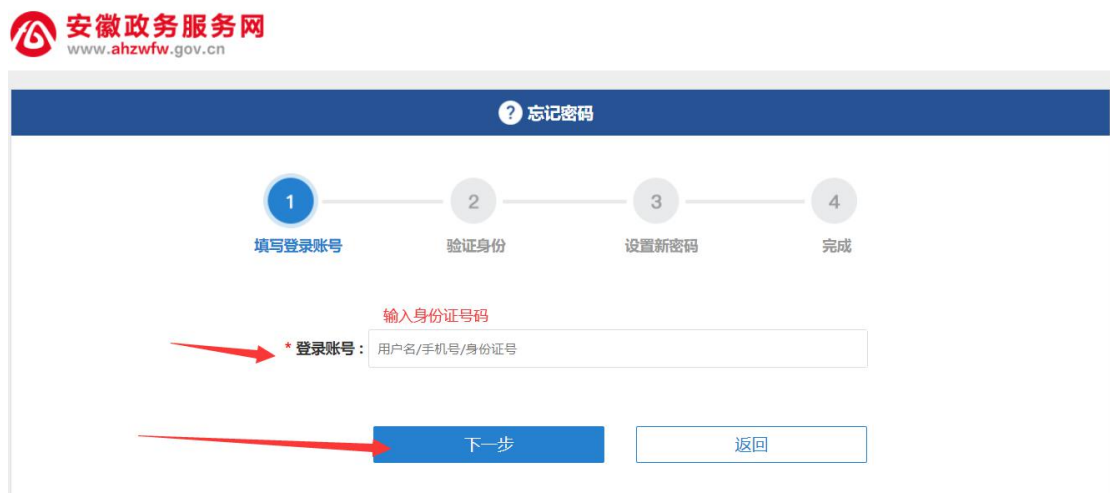 安徽政务服务网
www.ahzwfw.gov.cn
? 忘记密码
1
2
3
4
填写登录账号
验证身份
设置新密码
完成
输入身份证号码
* 登录账号：
用户名/手机号/身份证号
下一步
返回